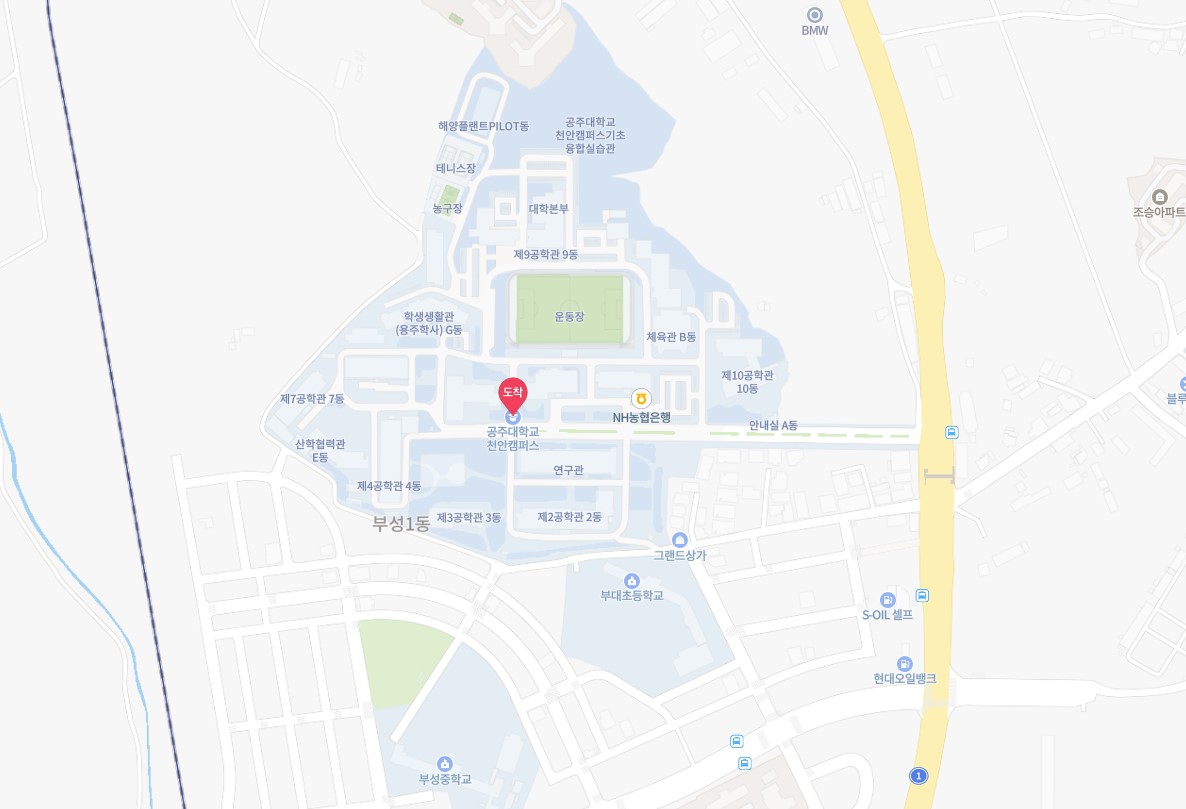 BMW
해양플랜트PILOT동
공주대학교
천안캠퍼스기초
융합실습관
테니스장
농구장
대학본부
조승아파트
제9공학관 9동
학생생활관
(용주학사) G동
운동장
체육관 B동
제10공학관
10동
도착
제7공학관 7동
블루
NH농협은행
공주대학교
천안캠퍼스
안내실 A동
산학협력관
E동
연구관
제4공학관 4동
부성1동
제3공학관 3동
제2공학관 2동
그랜드상가
부대초등학교
S-OIL 셀프
현대오일뱅크
부성중학교
1